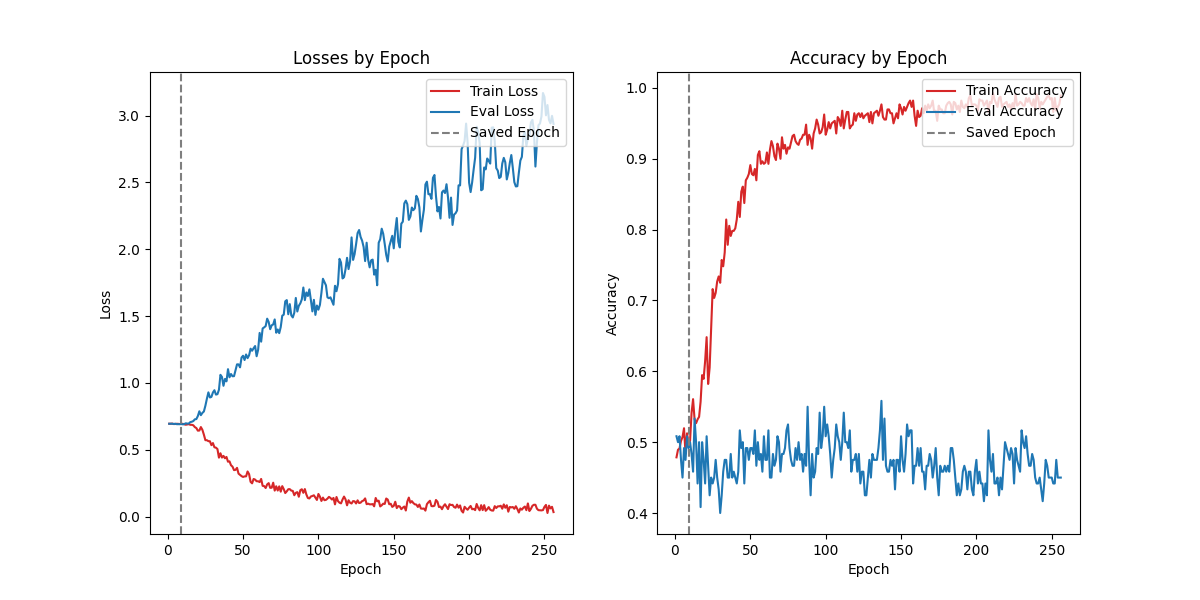 Losses by Epoch
Train Loss
Eval Loss
Saved Epoch
3.0
2.5
2.0
1.5
1.0
0.5
0.0
Loss
0 50 100 150 200 250
Epoch
Accuracy by Epoch
Train Accuracy
Eval Accuracy
Saved Epoch
1.0
0.9
0.8
0.7
0.6
0.5
0.4
Accuracy
0 50 100 150 200 250
Epoch